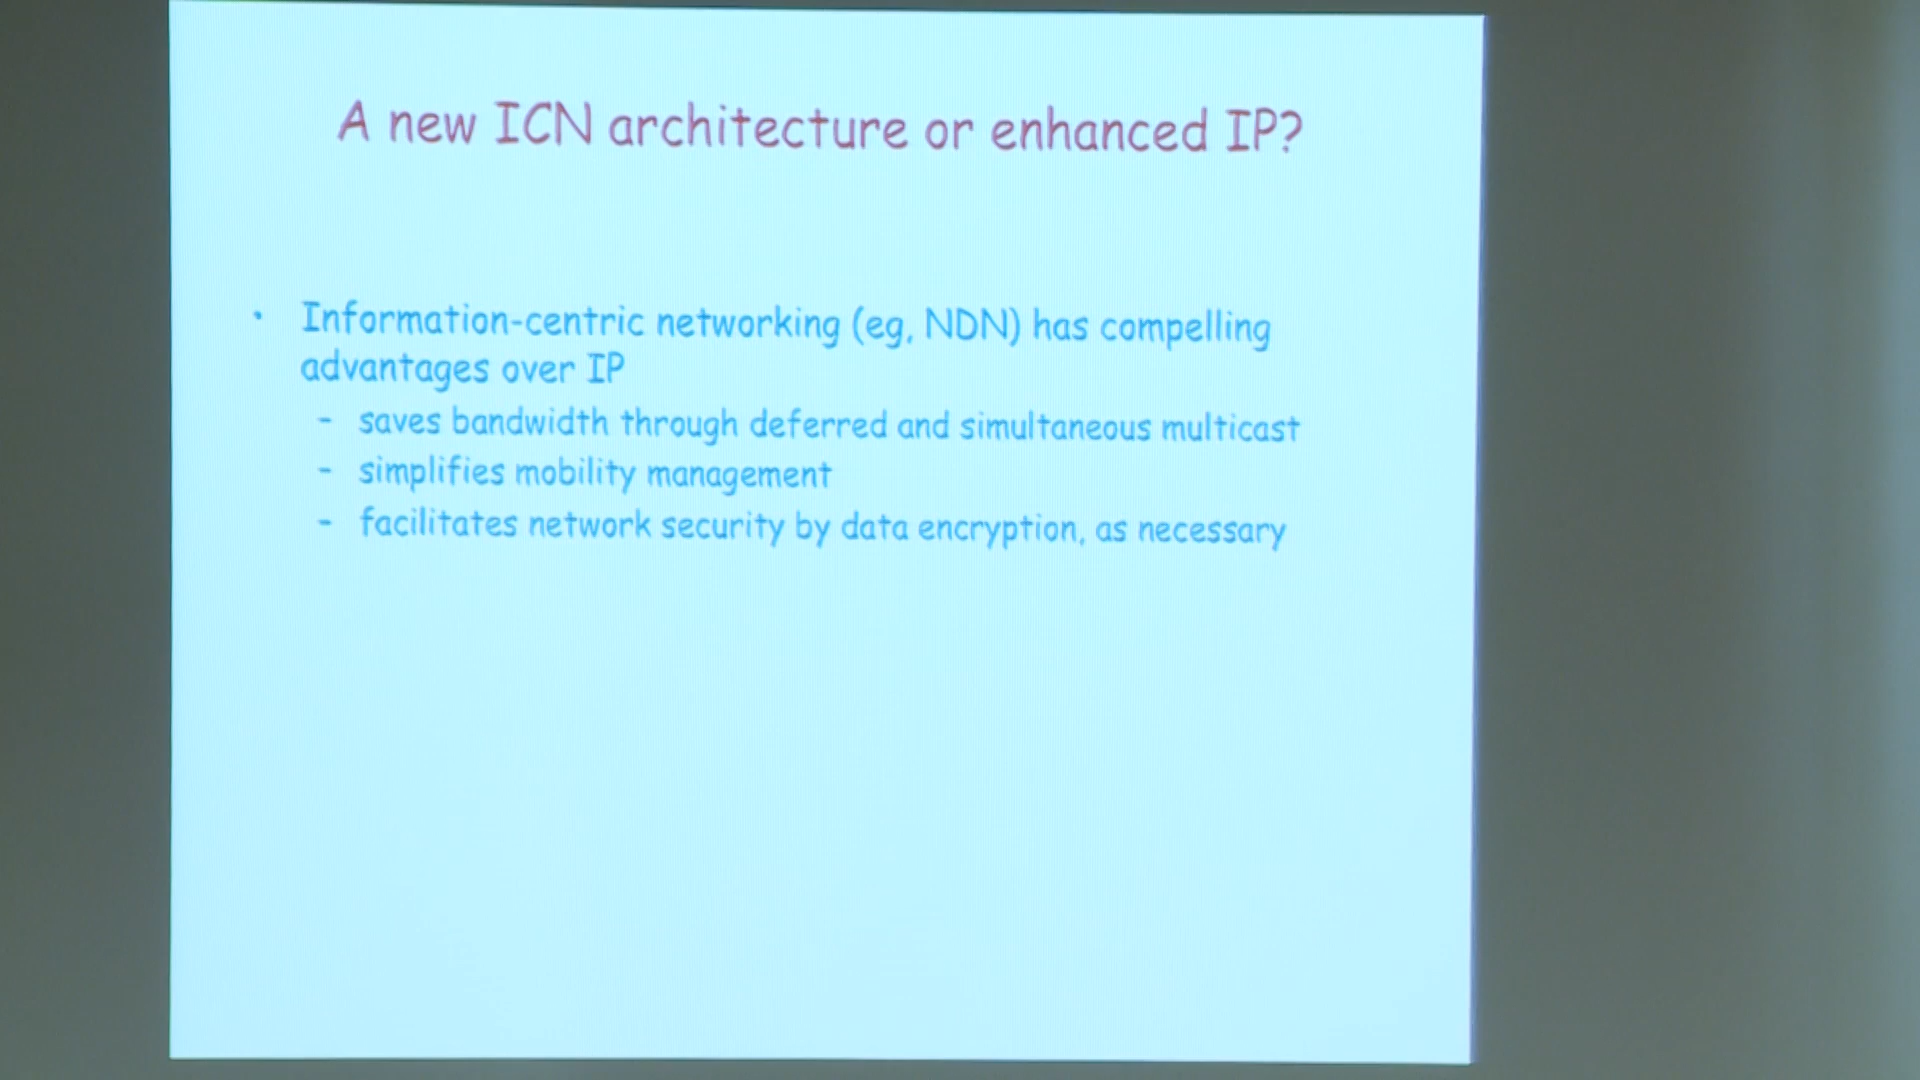 A new ICN architecture or enhanced IP?
• Information-centric networking (eg, NDN) has compelling
advantages over IP
- saves bandwidth through deferred and simultaneous multicast
- simplifies mobility management
- facilitates network security by data encryption, as necessary